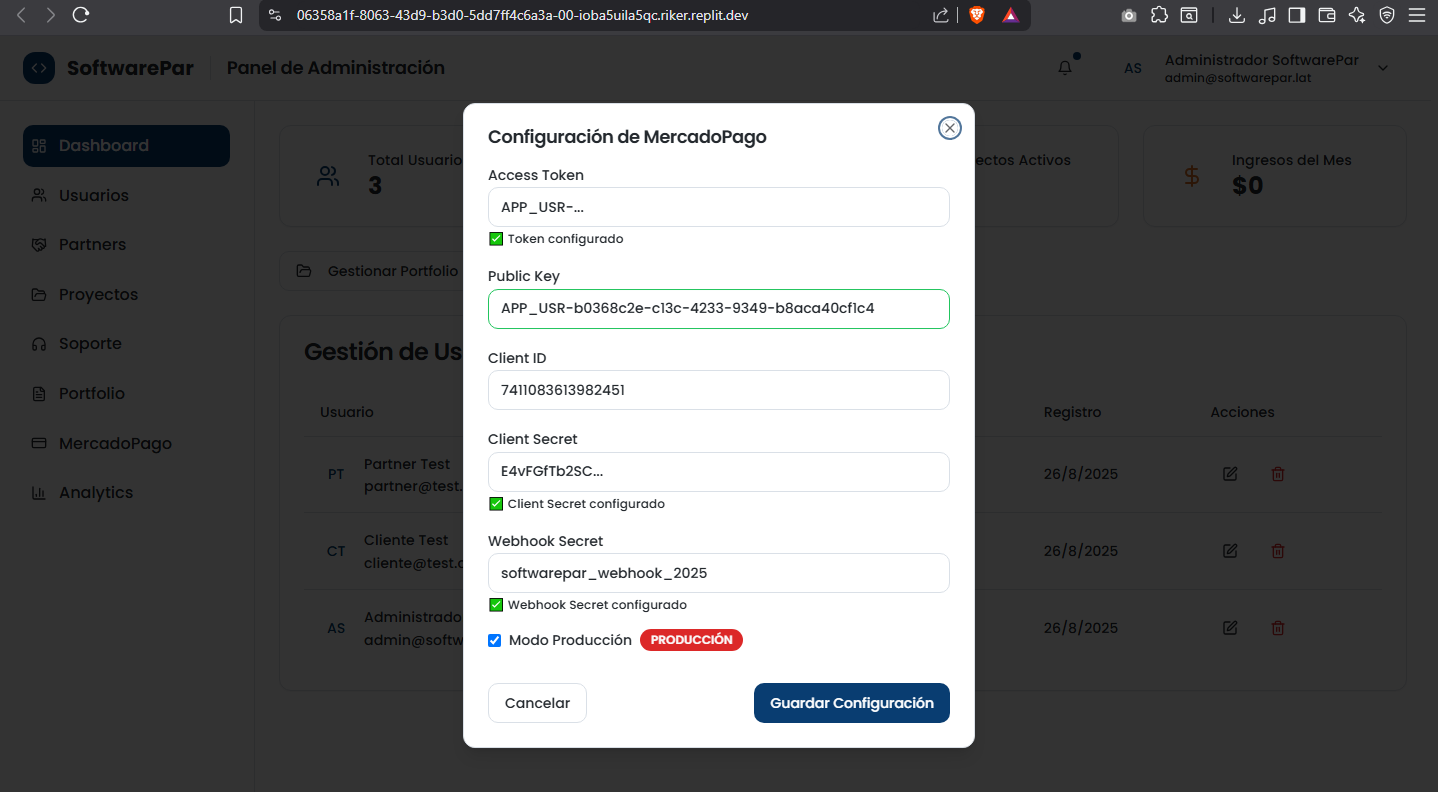 06358a1f-8063-43d9-b3d0-5dd7ff4c6a3a-00-ioba5uila5qc.riker.replit.dev
SoftwarePar
Panel de Administración
AS
Administrador SoftwarePar
admin@softwarepar.lat
Dashboard
Usuarios
Partners
Proyectos
Soporte
Portfolio
MercadoPago
Analytics
Total Usuario
3
ectos Activos
Ingresos del Mes
$0
Gestionar Portfolio
Gestión de Us
Usuario
Registro
Acciones
PT
Partner Test
partner@test.
26/8/2025
CT
Cliente Test
cliente@test.c
26/8/2025
AS
Administrado
admin@softw
26/8/2025
Configuración de MercadoPago
Access Token
APP_USR-...
Token configurado
Public Key
APP_USR-b0368c2e-c13c-4233-9349-b8aca40cf1c4
Client ID
7411083613982451
Client Secret
E4vFGfTb2SC...
Client Secret configurado
Webhook Secret
softwarepar_webhook_2025
Webhook Secret configurado
Modo Producción
PRODUCCIÓN
Cancelar
Guardar Configuración